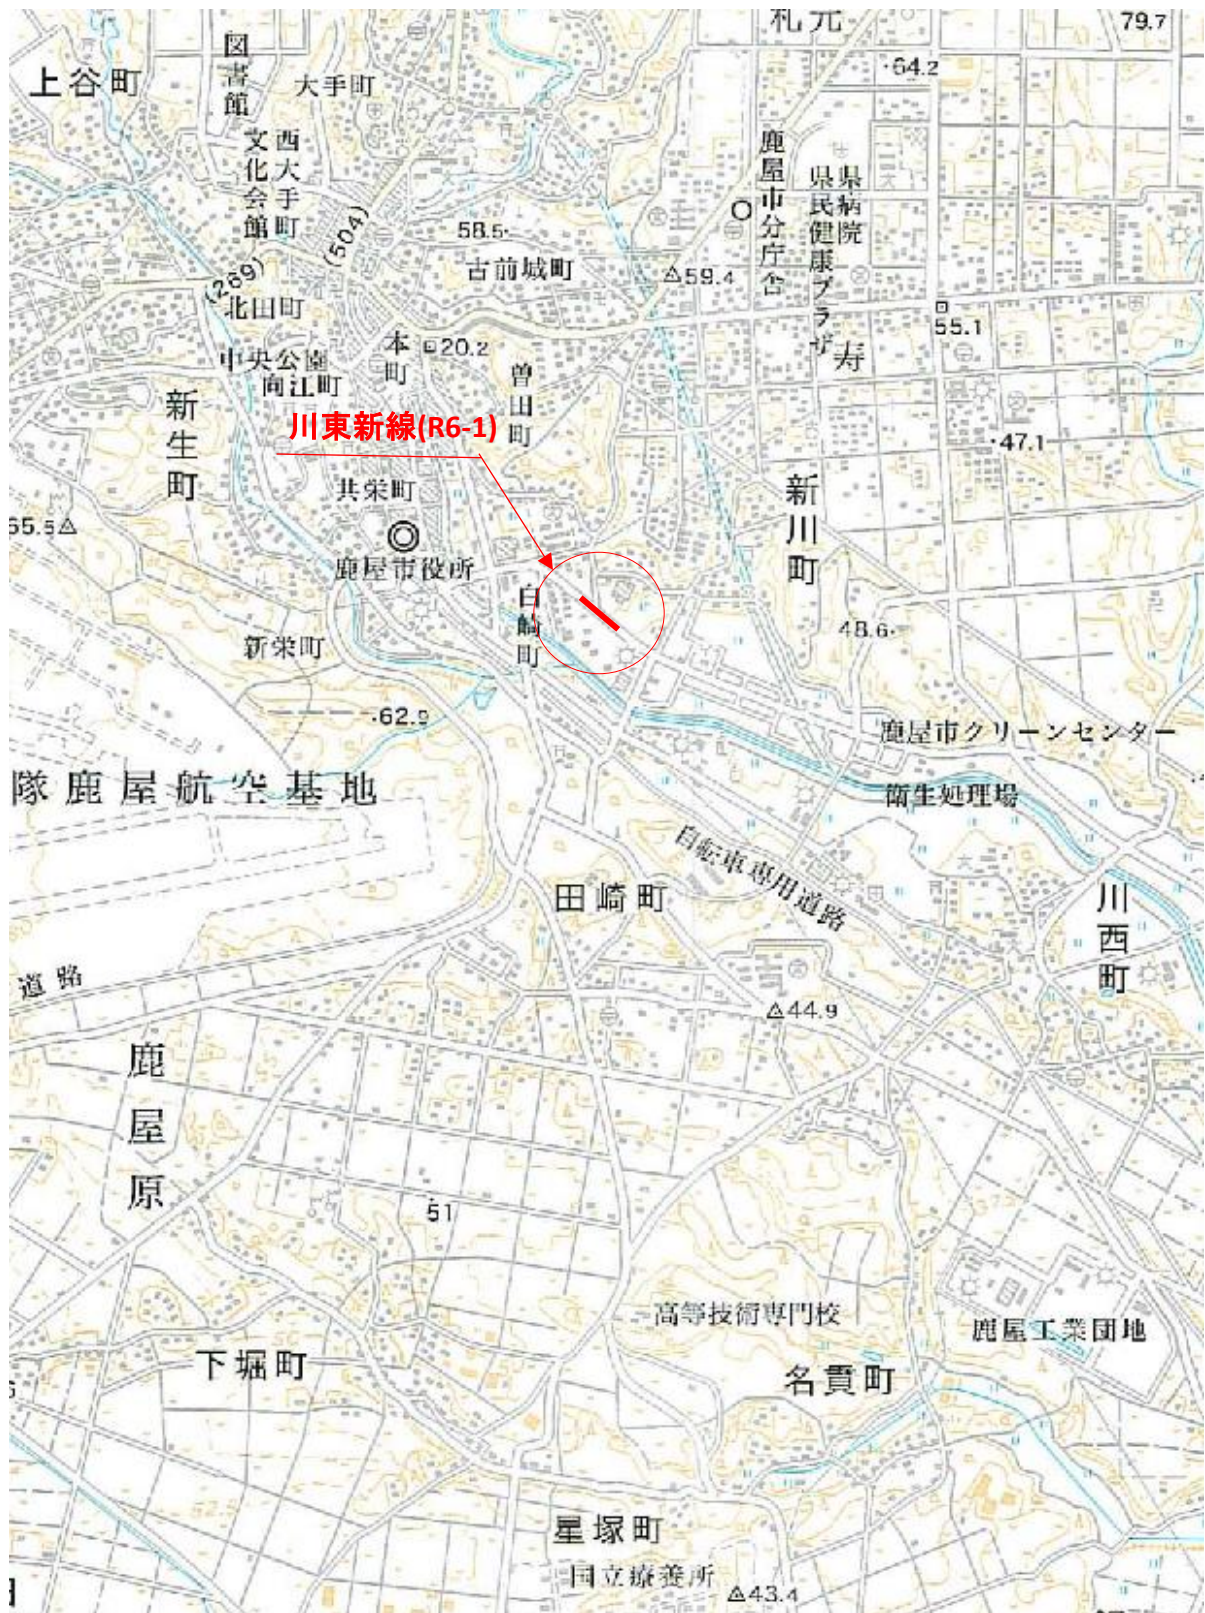 札元
79.7
上谷町
図書館
大手町
64.2
西大手町
文化会館
鹿屋市分庁舎
県病院
県民健康プラザ
(504)
58.5
古前城町
59.4
(269)
北田町
55.1
本町
20.2
中央公園
向江町
曽田町
寿
新生町
川東新線(R6-1)
47.1
共栄町
新川町
65.5
鹿屋市役所
白崎町
新栄町
48.6
62.9
鹿屋市クリーンセンター
隊鹿屋航空基地
衛生処理場
自転車専用道路
田崎町
川西町
道路
44.9
鹿屋原
51
高等技術専門校
鹿屋工業団地
下堀町
名貫町
星塚町
国立療養所
43.4